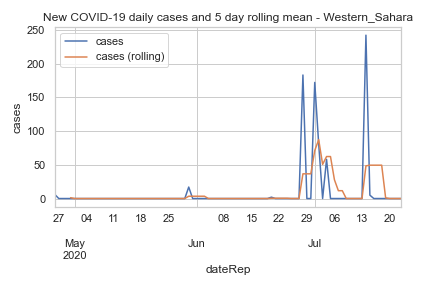 New COVID-19 daily cases and 5 day rolling mean - Western_Sahara
250
200
150
100
50
0
cases
cases
cases (rolling)
27 04 11 18 25 08 15 22 29 06 13 20
May Jun Jul
2020
dateRep